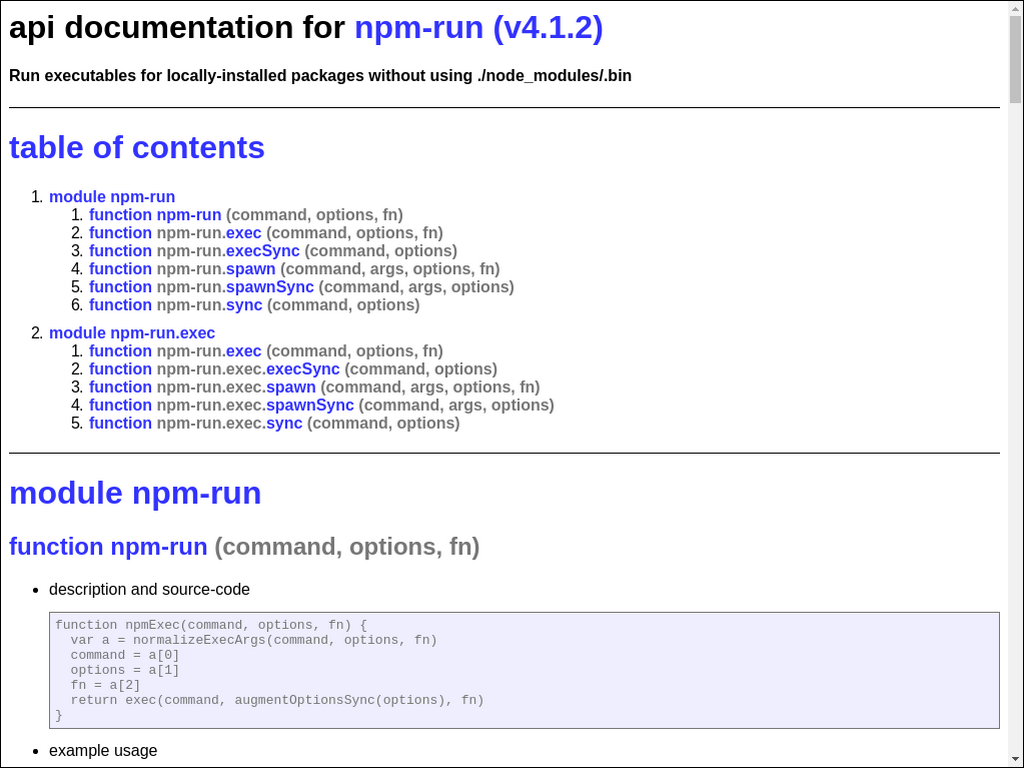 api documentation for npm-run (v4.1.2)
Run executables for locally-installed packages without using ./node_modules/.bin
table of contents
1. module npm-run
1. function npm-run (command, options, fn)
2. function npm-run.exec (command, options, fn)
3. function npm-run.execSync (command, options)
4. function npm-run.spawn (command, args, options, fn)
5. function npm-run.spawnSync (command, args, options)
6. function npm-run.sync (command, options)
2. module npm-run.exec
1. function npm-run.exec (command, options, fn)
2. function npm-run.exec.execSync (command, options)
3. function npm-run.exec.spawn (command, args, options, fn)
4. function npm-run.exec.spawnSync (command, args, options)
5. function npm-run.exec.sync (command, options)
module npm-run
function npm-run (command, options, fn)
• description and source-code
function npmExec(command, options, fn) {
  var a = normalizeExecArgs(command, options, fn)
  command = a[0]
  options = a[1]
  fn = a[2]
  return exec(command, augmentOptionsSync(options), fn)
}
• example usage